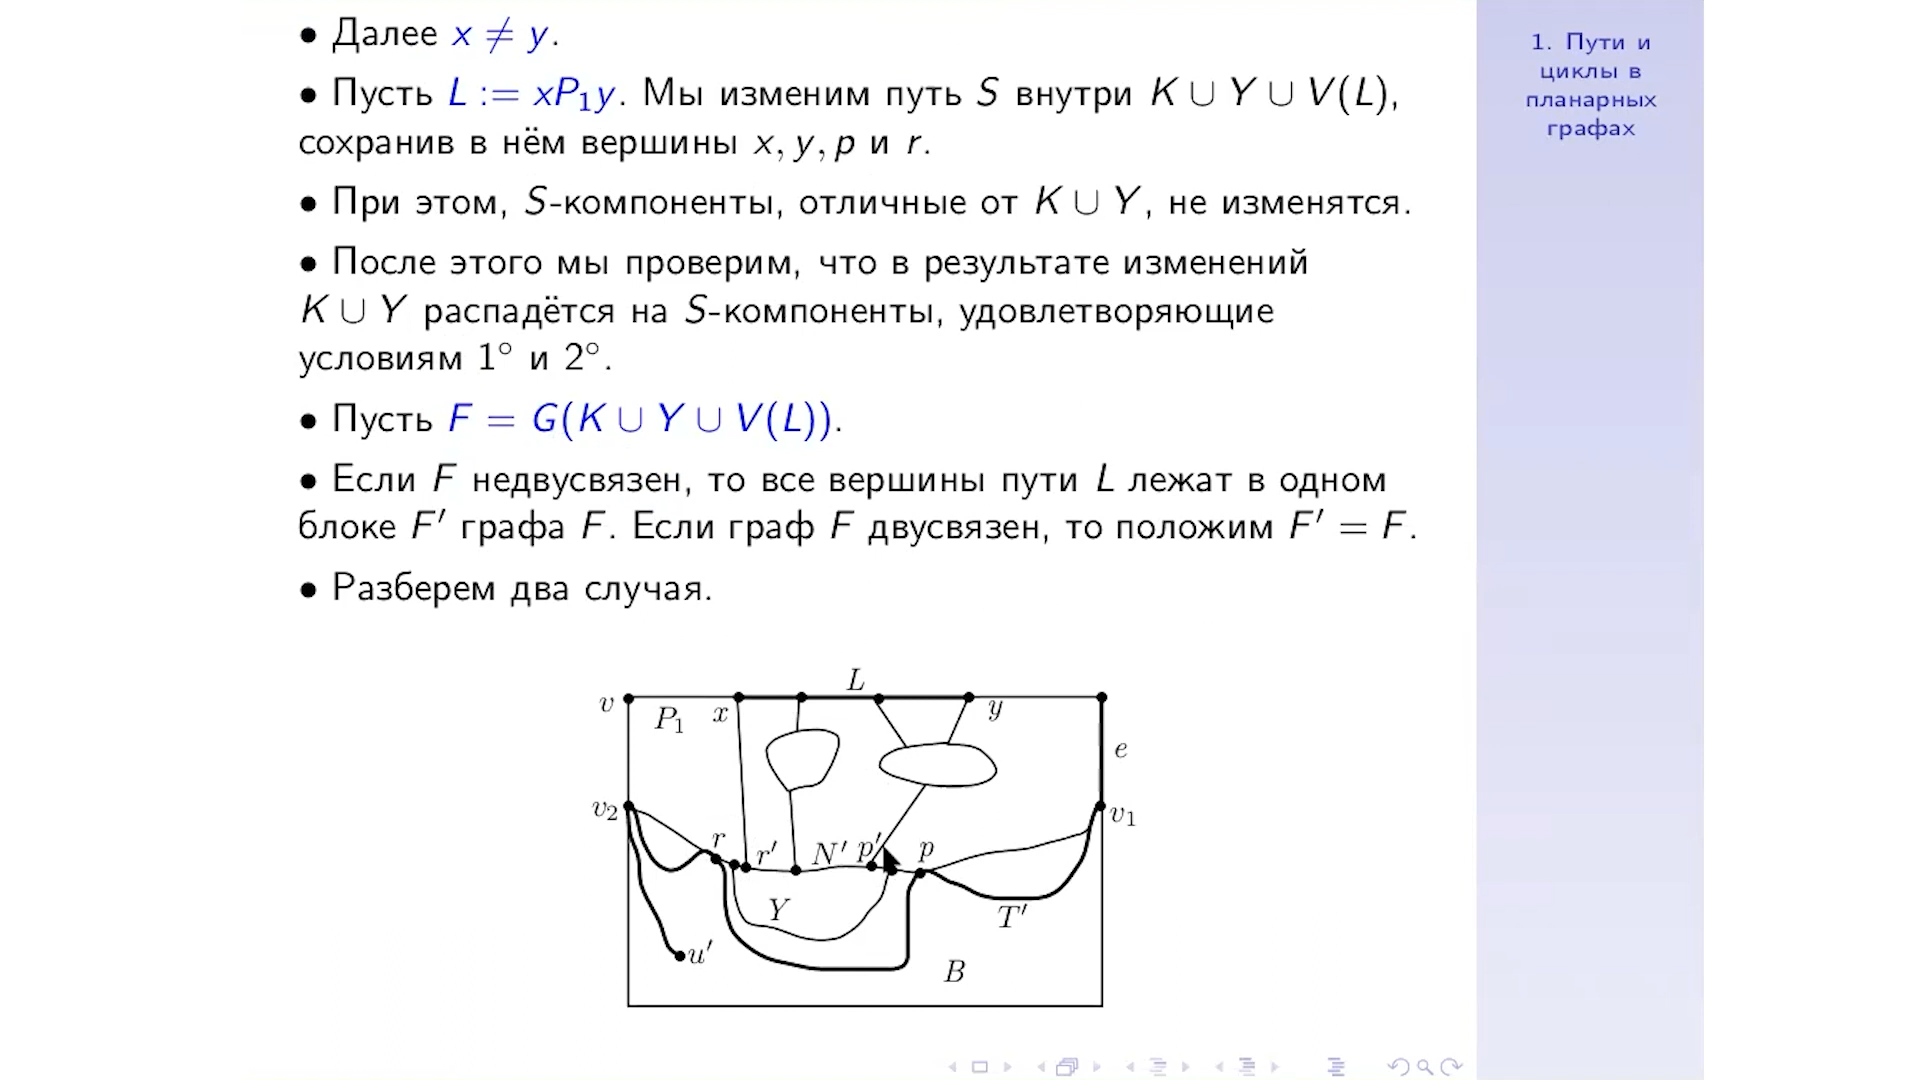 • Далее x ≠ y.
• Пусть L := xP₁y. Мы изменим путь S внутри K ∪ Y ∪ V(L),
сохранив в нём вершины x, y, p и r.
• При этом, S-компоненты, отличные от K ∪ Y, не изменятся.
• После этого мы проверим, что в результате изменений
K ∪ Y распадётся на S-компоненты, удовлетворяющие
условиям 1° и 2°.
• Пусть F = G(K ∪ Y ∪ V(L)).
• Если F недвусвязен, то все вершины пути L лежат в одном
блоке F′ графа F. Если граф F двусвязен, то положим F′ = F.
• Разберем два случая.
L
v
P₁
x
y
e
v₂
v₁
r
r′
N′
p′
p
Y
T′
u′
B
1. Пути и
циклы в
планарных
графах